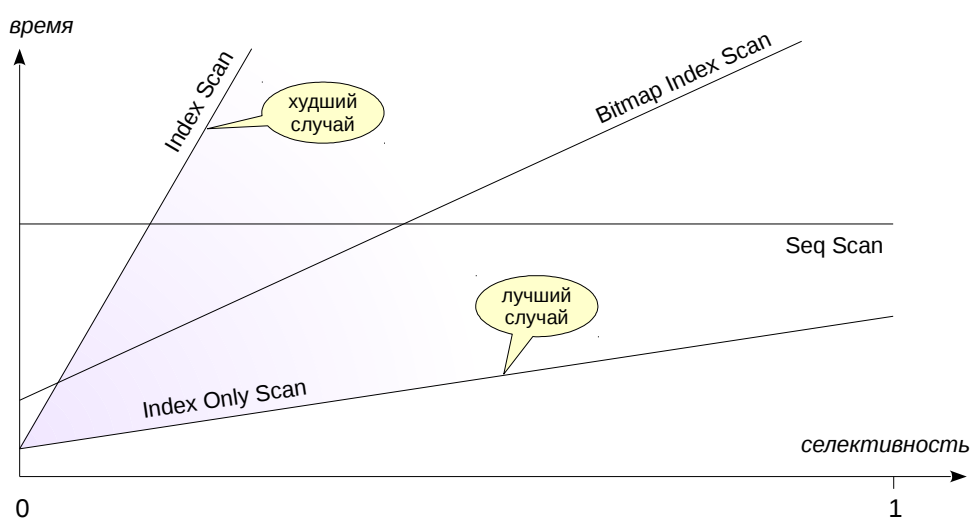 время
Index Scan
худший
случай
Bitmap Index Scan
Seq Scan
лучший
случай
Index Only Scan
селективность
0
1